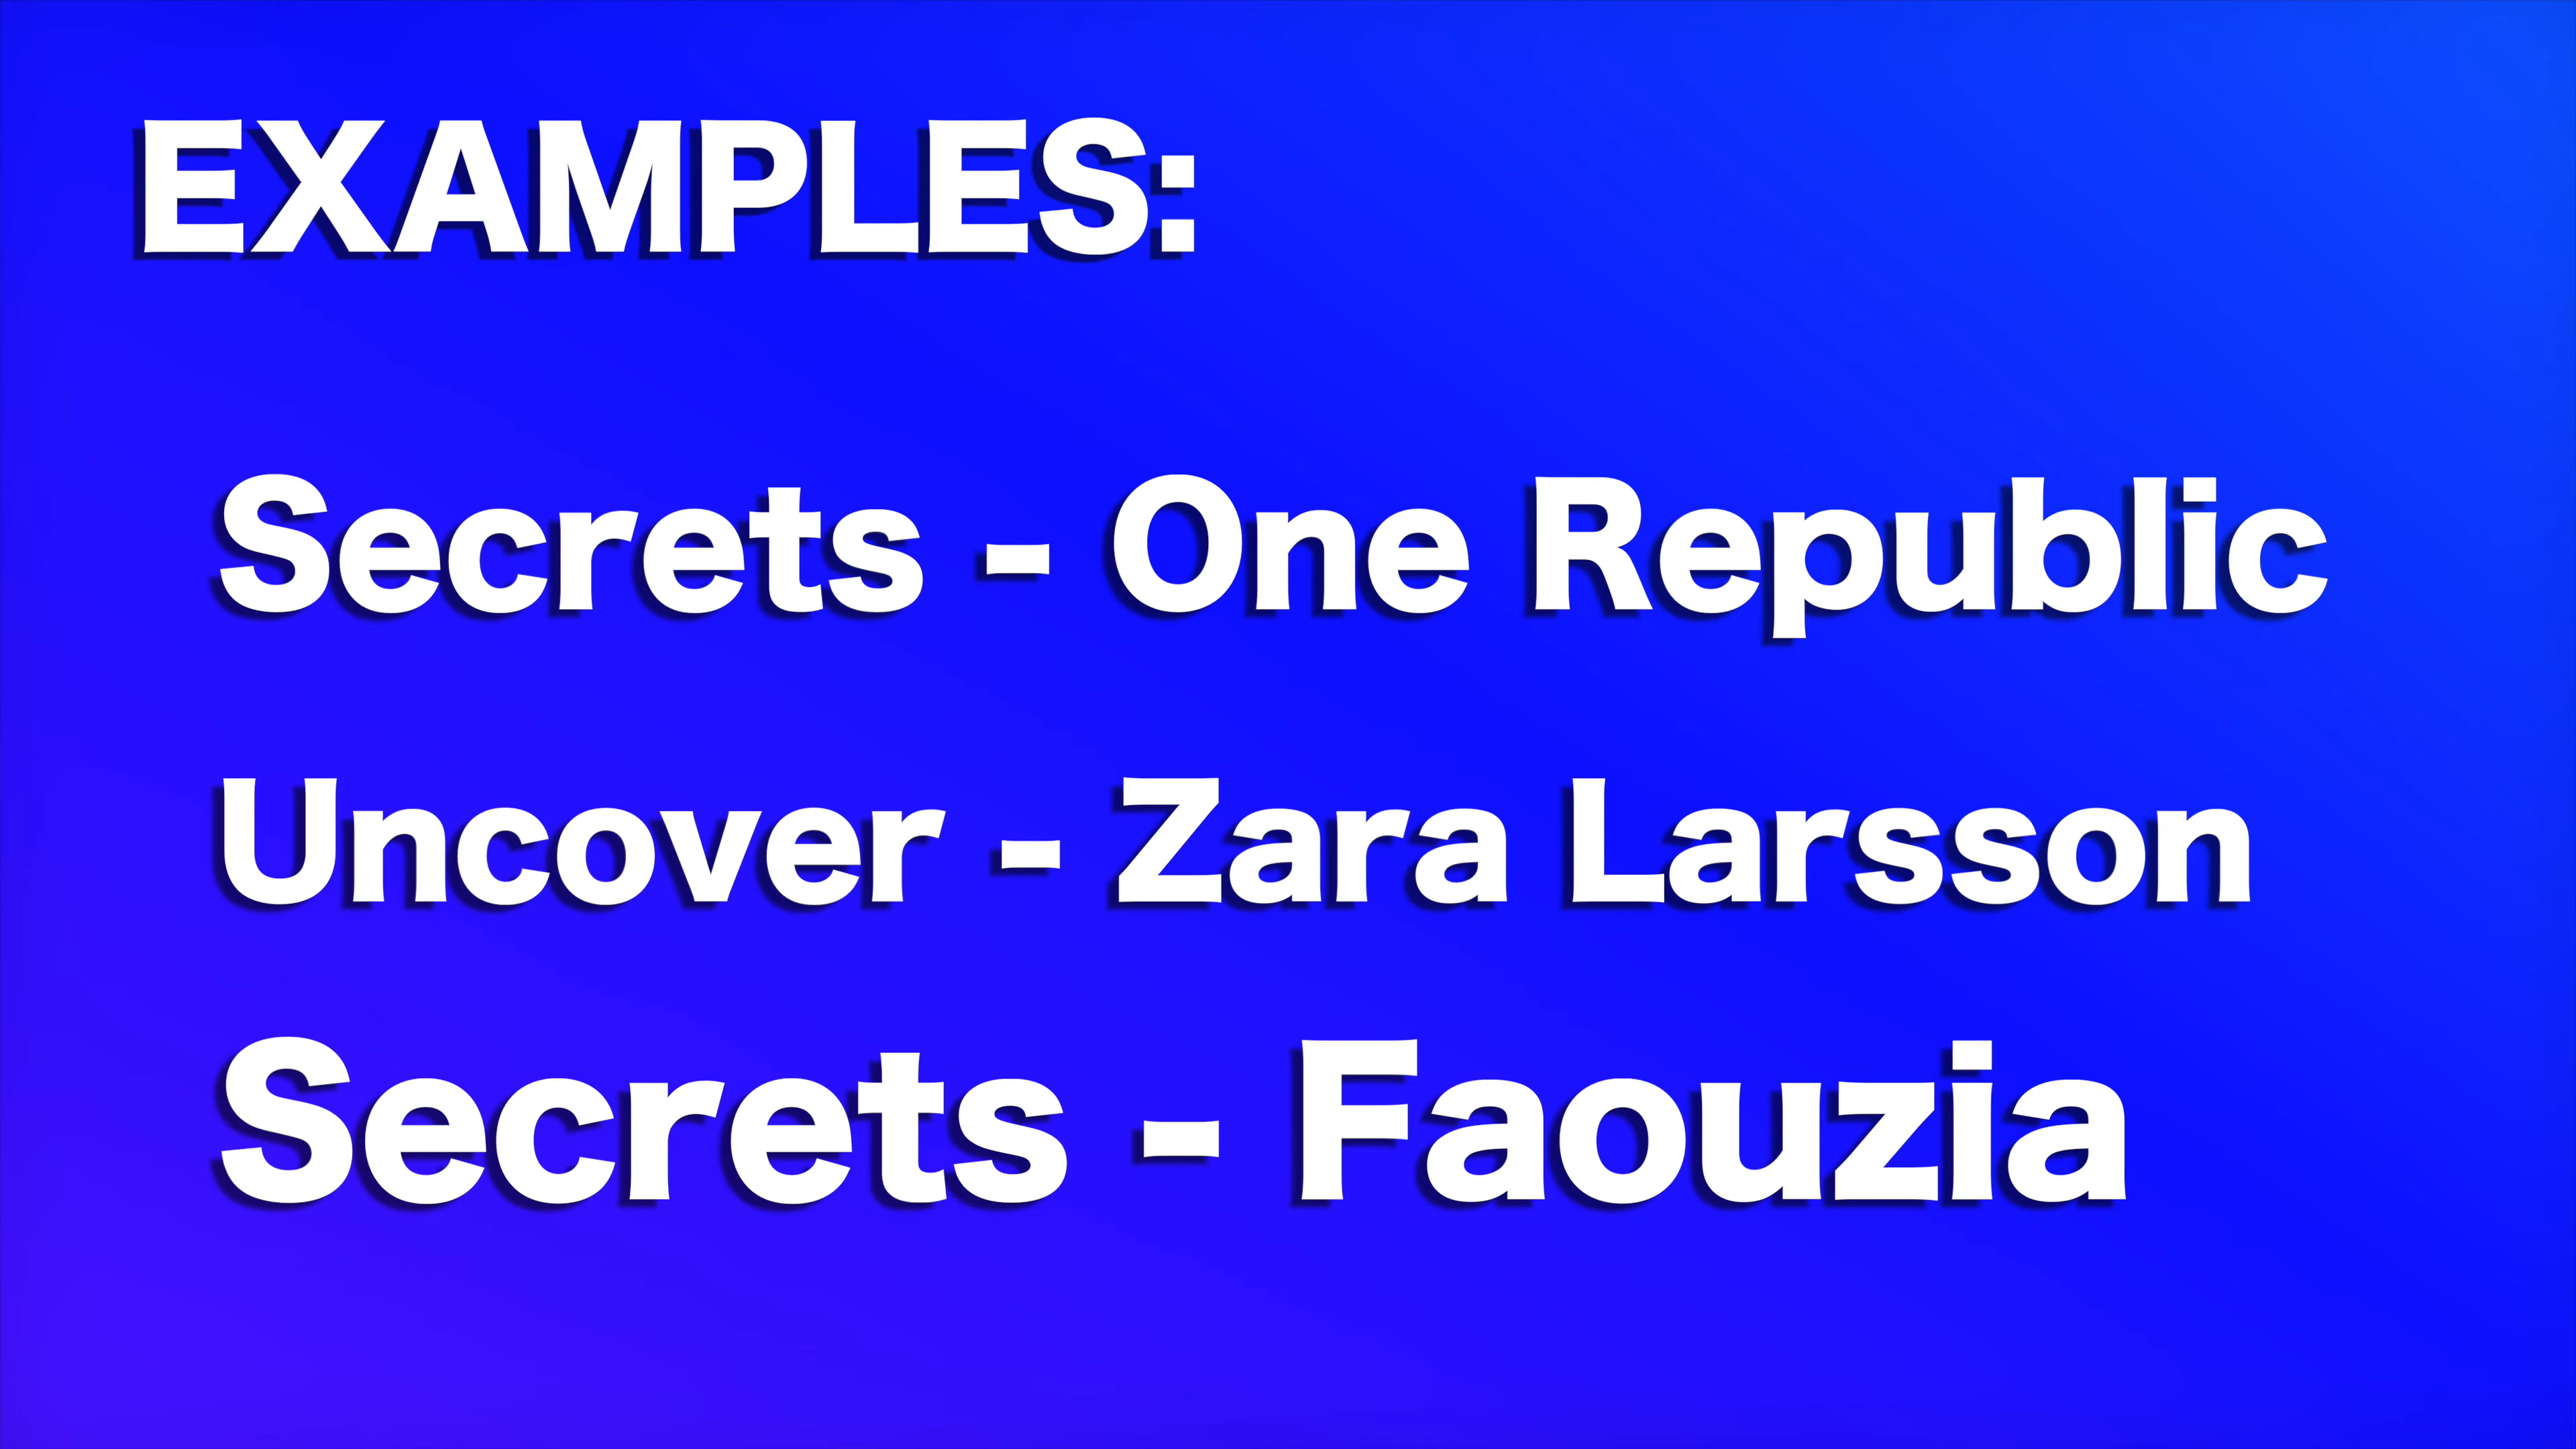 EXAMPLES:
Secrets - One Republic
Uncover - Zara Larsson
Secrets - Faouzia